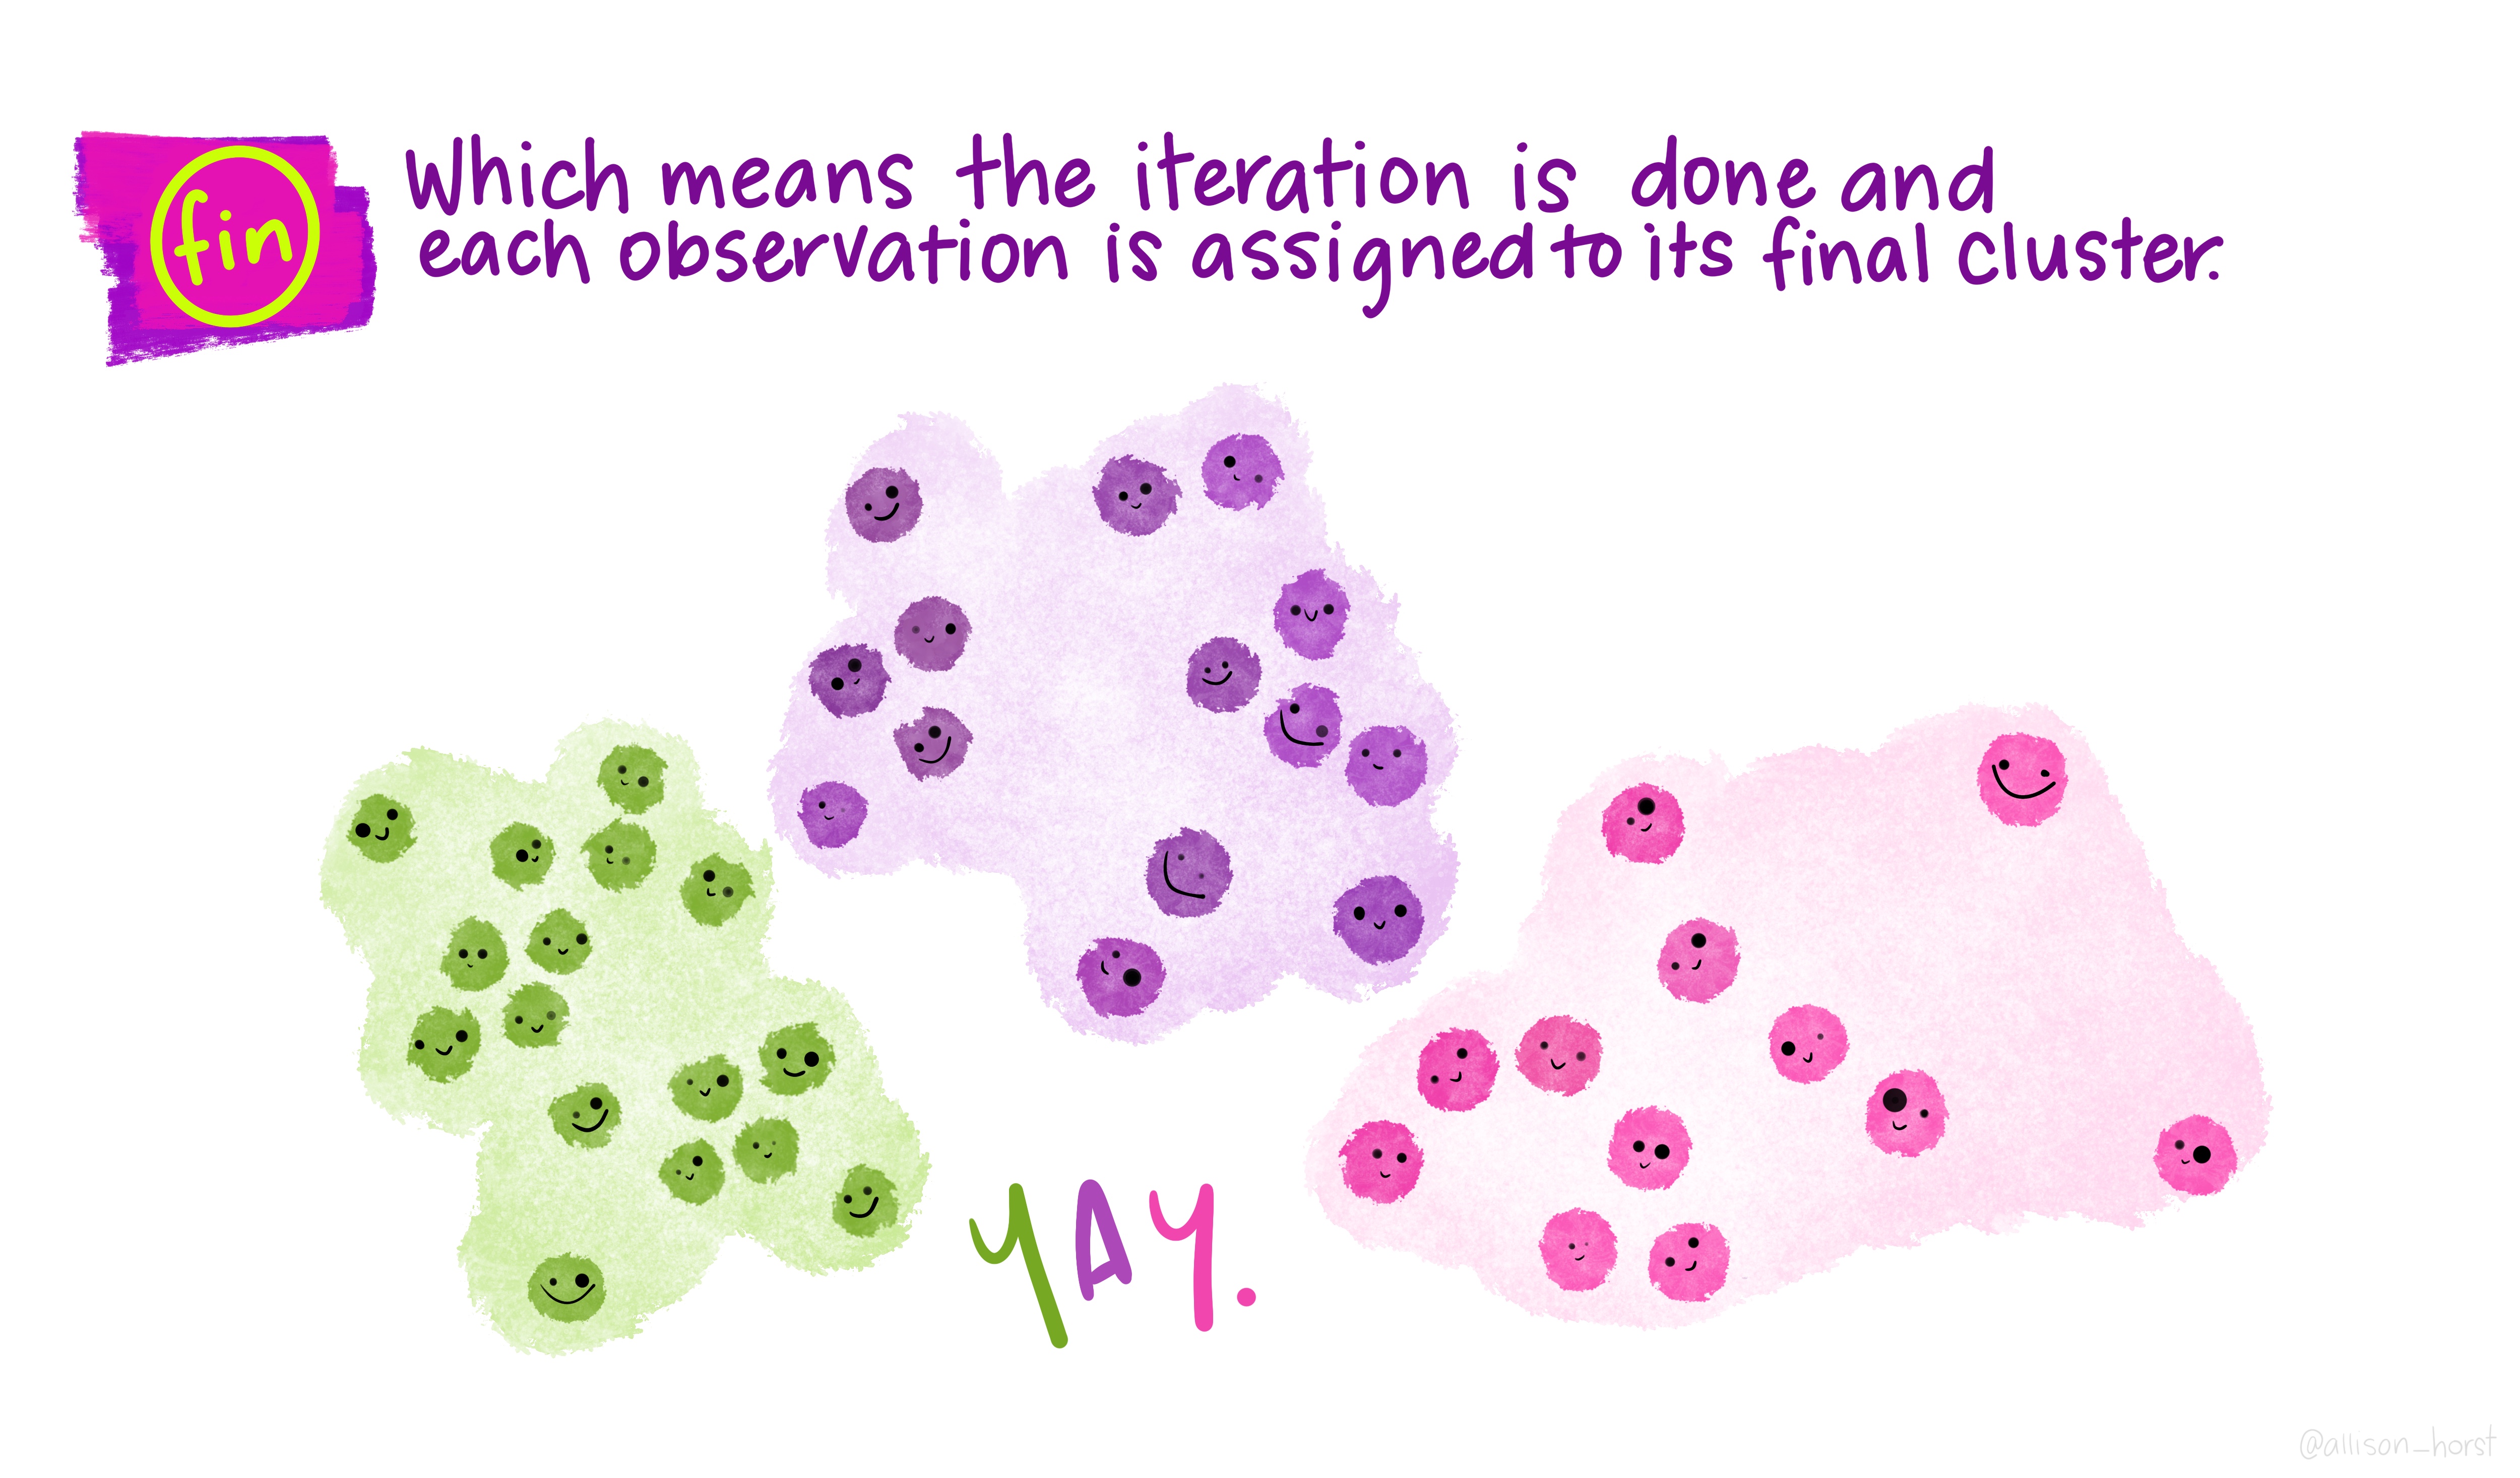 fin
Which means the iteration is done and
each observation is assigned to its final cluster.
YAY.
@allison_horst